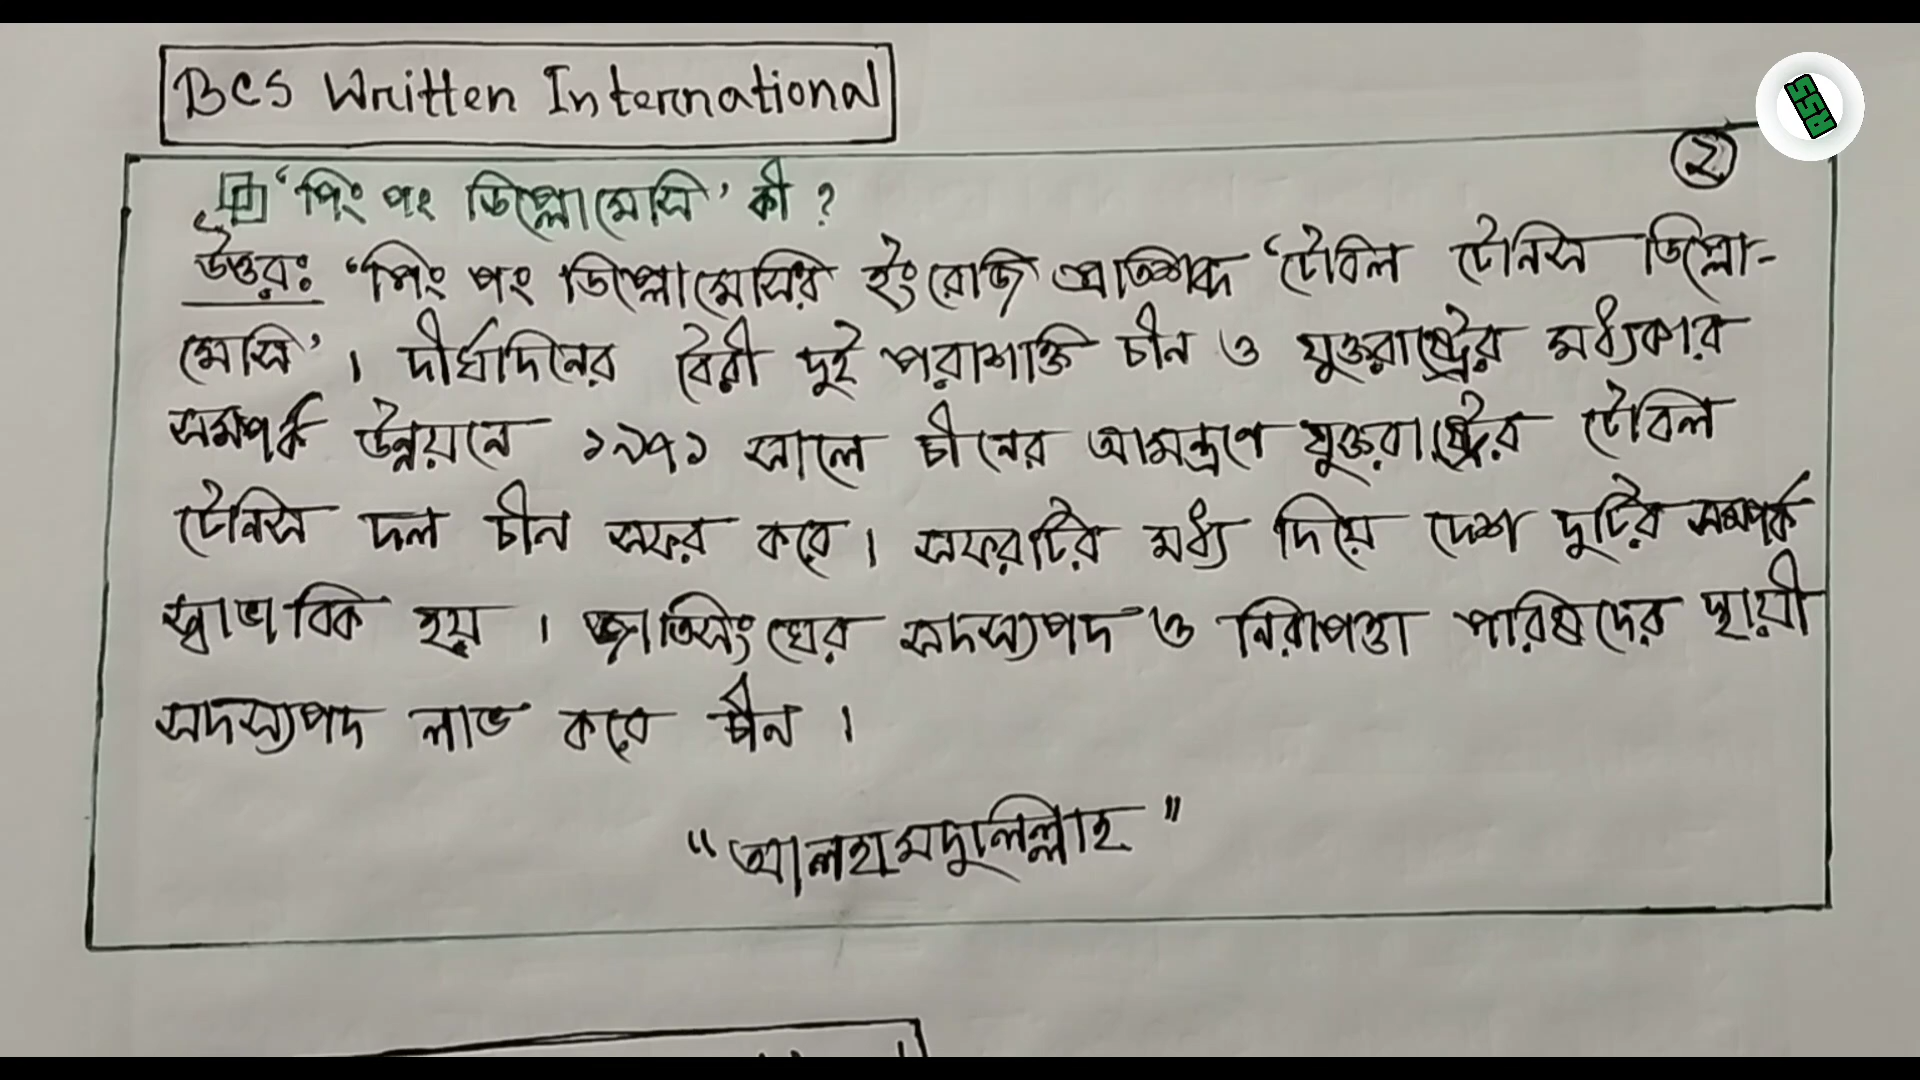 BCS Written International
২
'পিং পং ডিপ্লোমেসি' কী ?
উত্তরঃ "পিং পং ডিপ্লোমেসির ইংরেজি প্রতিশব্দ 'টেবিল টেনিস ডিপ্লো-
মেসি' । দীর্ঘদিনের বৈরী দুই পরাশক্তি চীন ও যুক্তরাষ্ট্রের মধ্যকার
সম্পর্ক উন্নয়নে ১৯৭১ সালে চীনের আমন্ত্রণে যুক্তরাষ্ট্রের টেবিল
টেনিস দল চীন সফর করে । সফরটির মধ্য দিয়ে দেশ দুটির সম্পর্ক
স্বাভাবিক হয় । জাতিসংঘের সদস্যপদ ও নিরাপত্তা পরিষদের স্থায়ী
সদস্যপদ লাভ করে চীন ।
"আলহামদুলিল্লাহ"
SSR